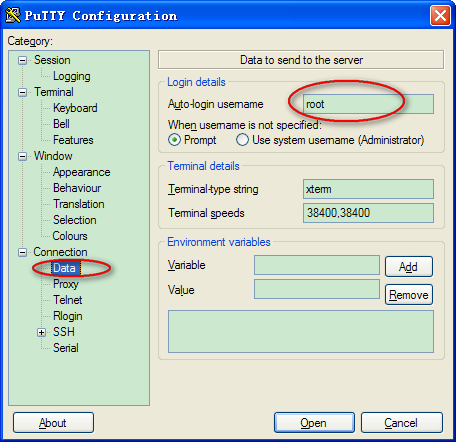 PuTTY Configuration
Category:
Session
Logging
Terminal
Keyboard
Bell
Features
Window
Appearance
Behaviour
Translation
Selection
Colours
Connection
Data
Proxy
Telnet
Rlogin
SSH
Serial
Data to send to the server
Login details
Auto-login username root
When username is not specified:
Prompt Use system username (Administrator)
Terminal details
Terminal-type string xterm
Terminal speeds 38400,38400
Environment variables
Variable Add
Value Remove
About Open Cancel